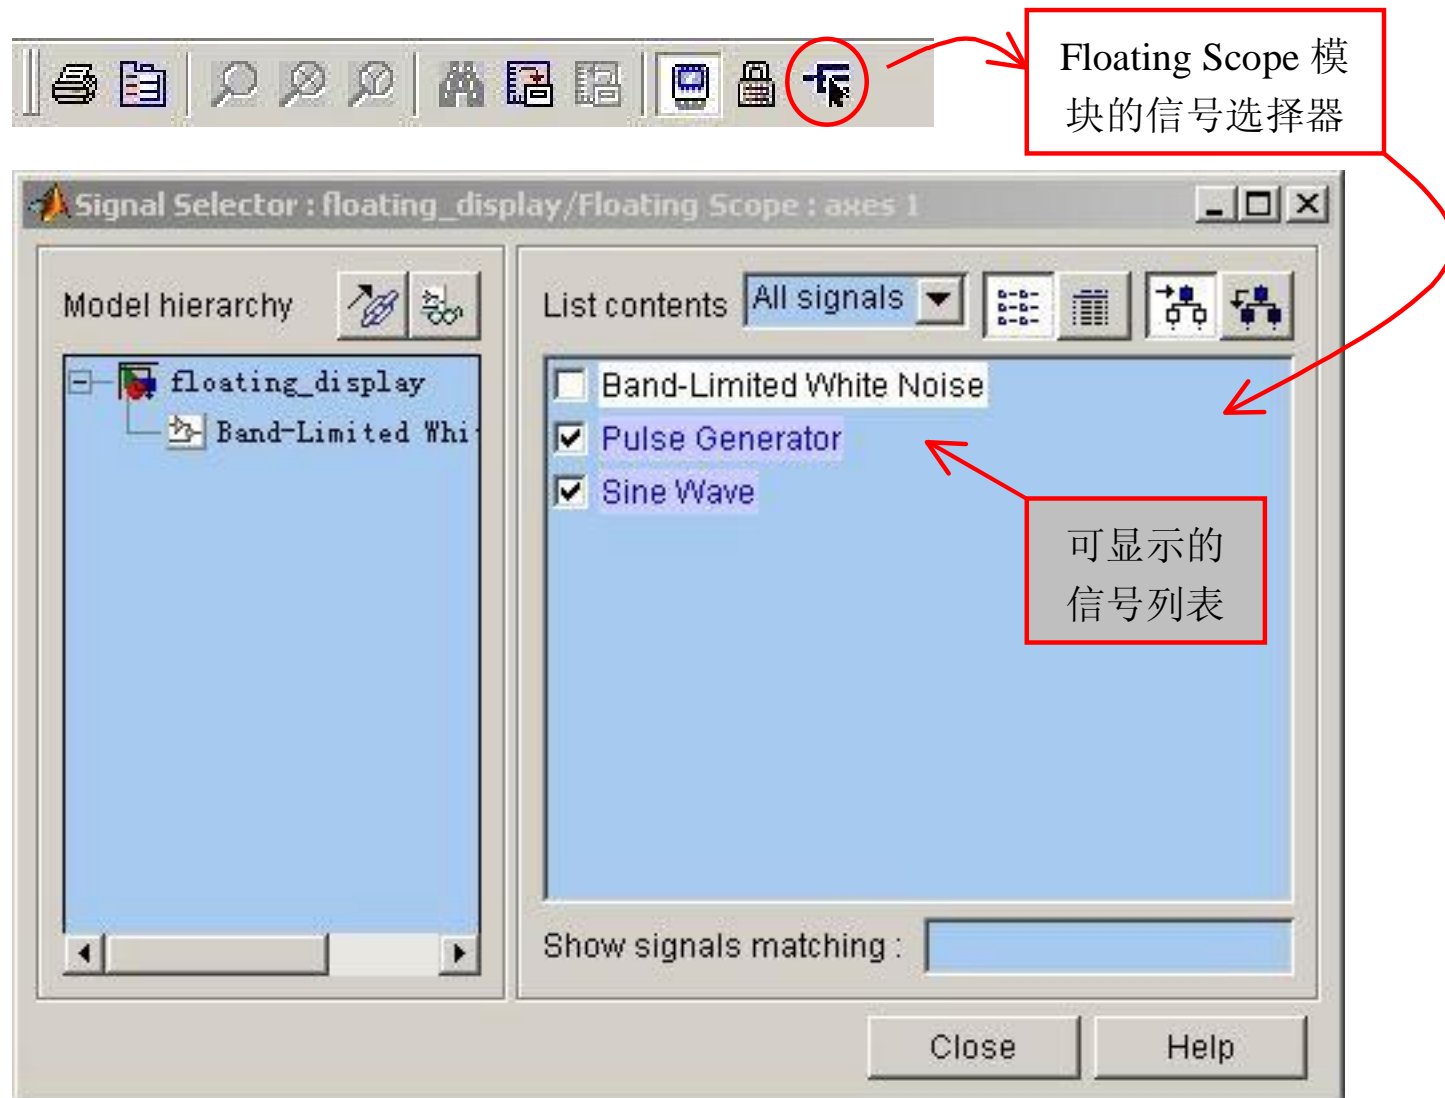 Floating Scope 模
块的信号选择器
Signal Selector : floating_display/Floating Scope : axes 1
Model hierarchy
List contents
All signals
floating_display
Band-Limited Whi
Band-Limited White Noise
Pulse Generator
Sine Wave
可显示的
信号列表
Show signals matching :
Close
Help